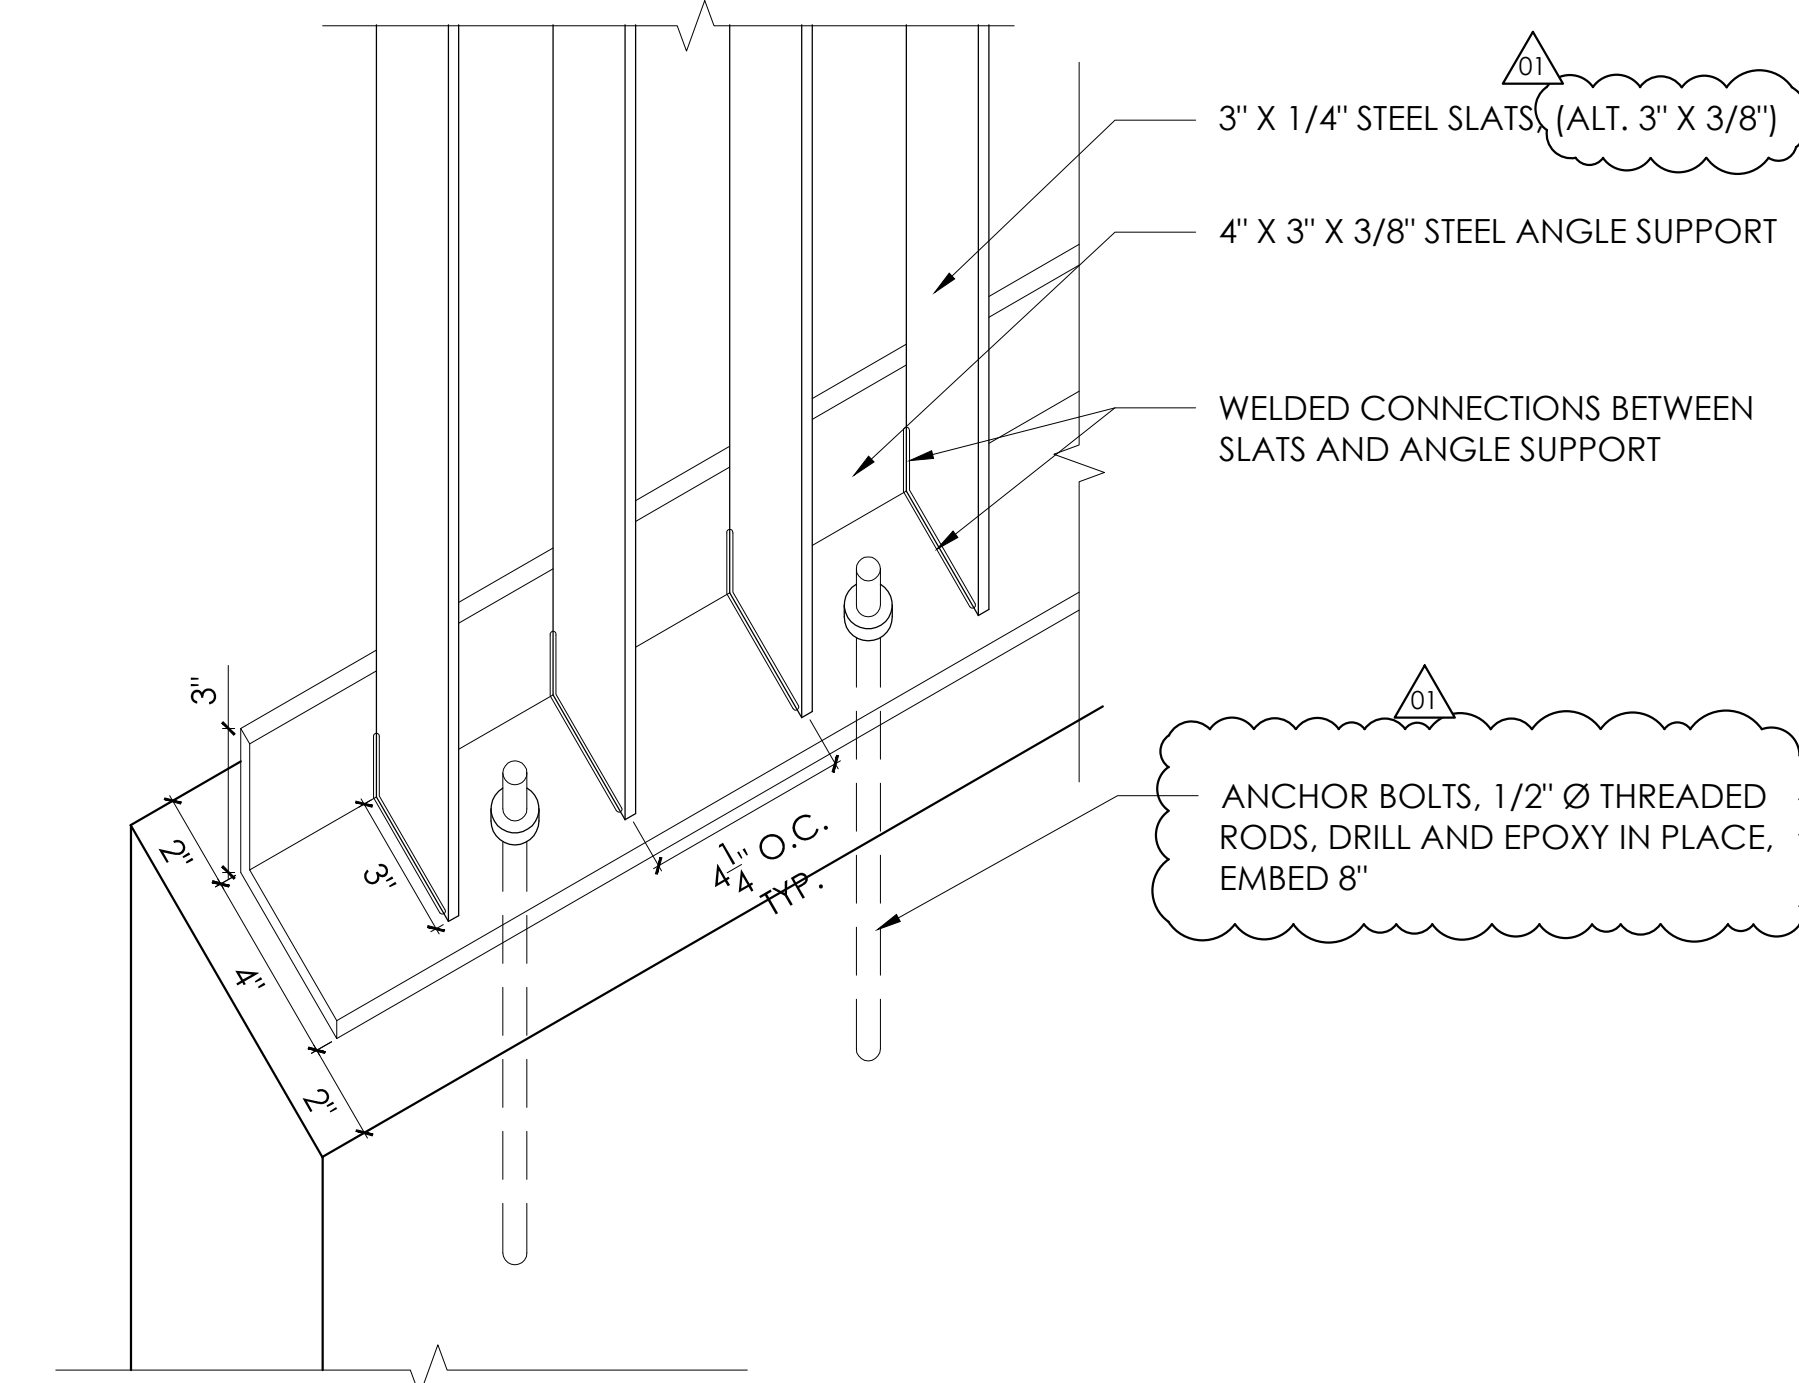 01
3" X 1/4" STEEL SLATS, (ALT. 3" X 3/8")
4" X 3" X 3/8" STEEL ANGLE SUPPORT
WELDED CONNECTIONS BETWEEN
SLATS AND ANGLE SUPPORT
3"
01
ANCHOR BOLTS, 1/2" Ø THREADED
RODS, DRILL AND EPOXY IN PLACE,
EMBED 8"
2"
3"
4 1/4" O.C.
TYP.
4"
2"